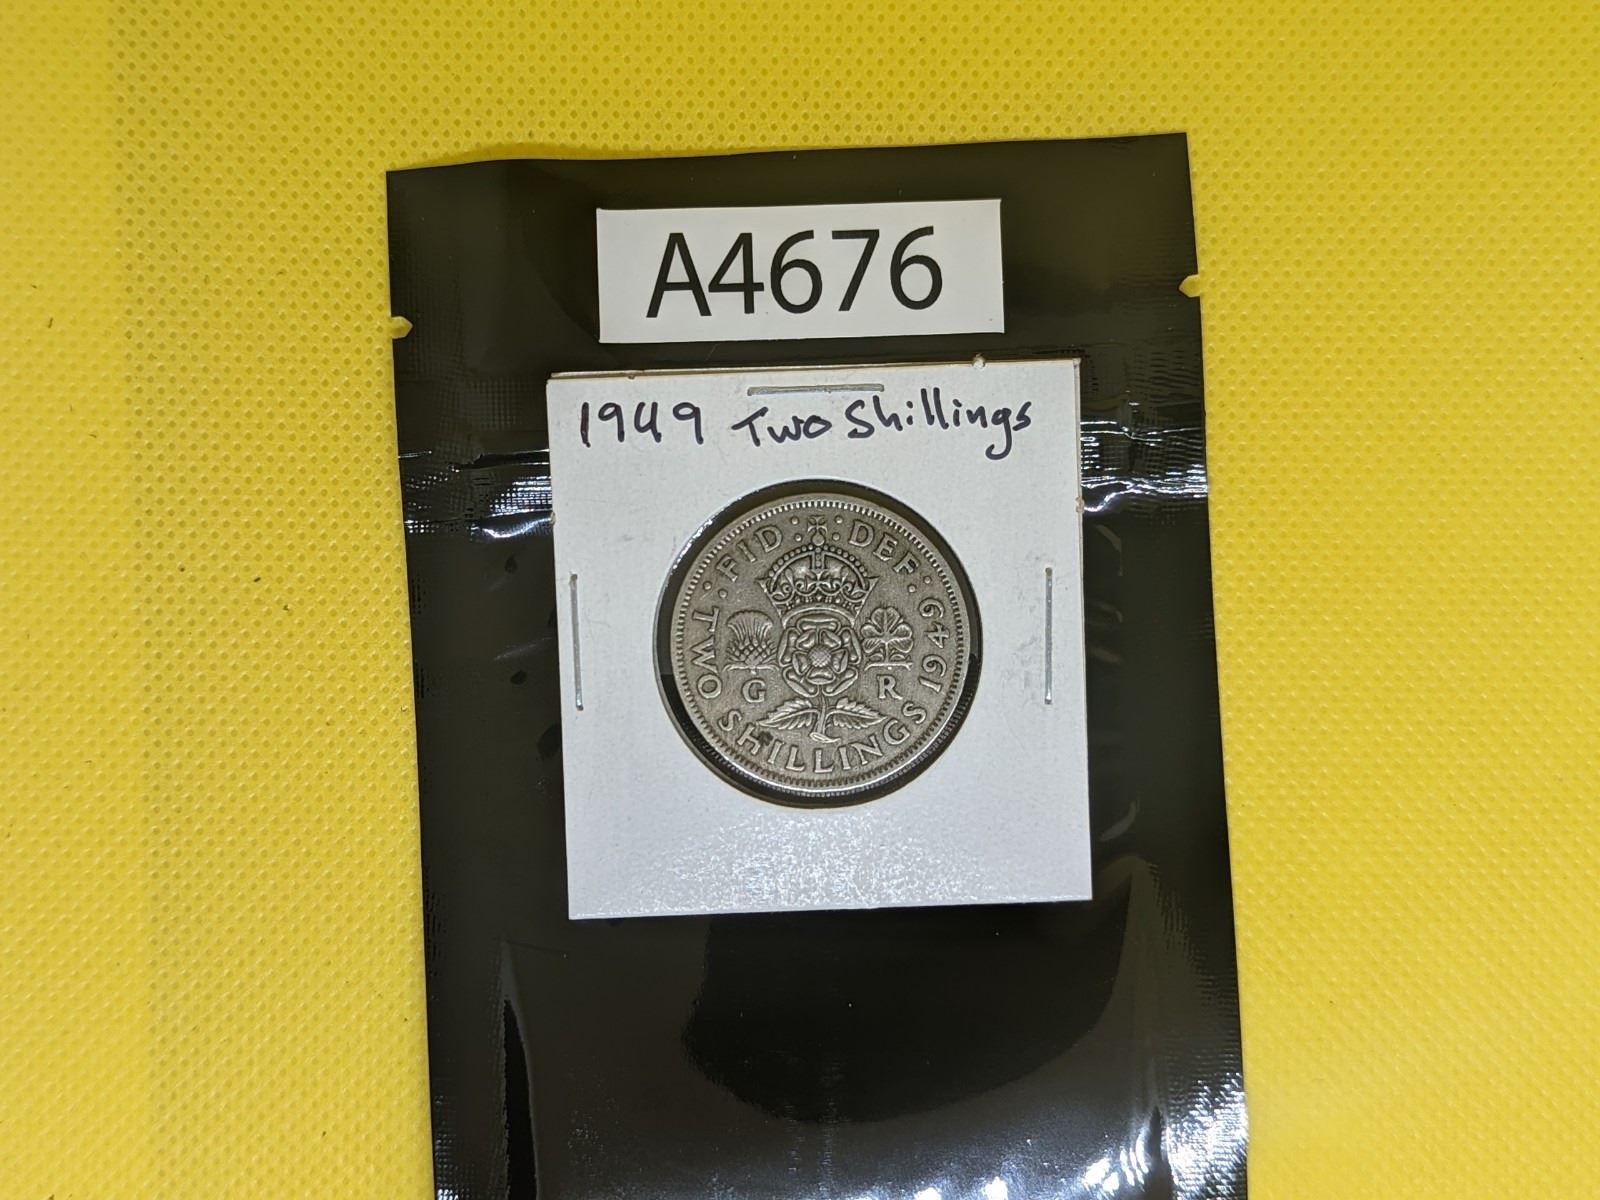 A4676
1949 Two Shillings
· FID · · DEF · 1949
TWO SHILLINGS
G R